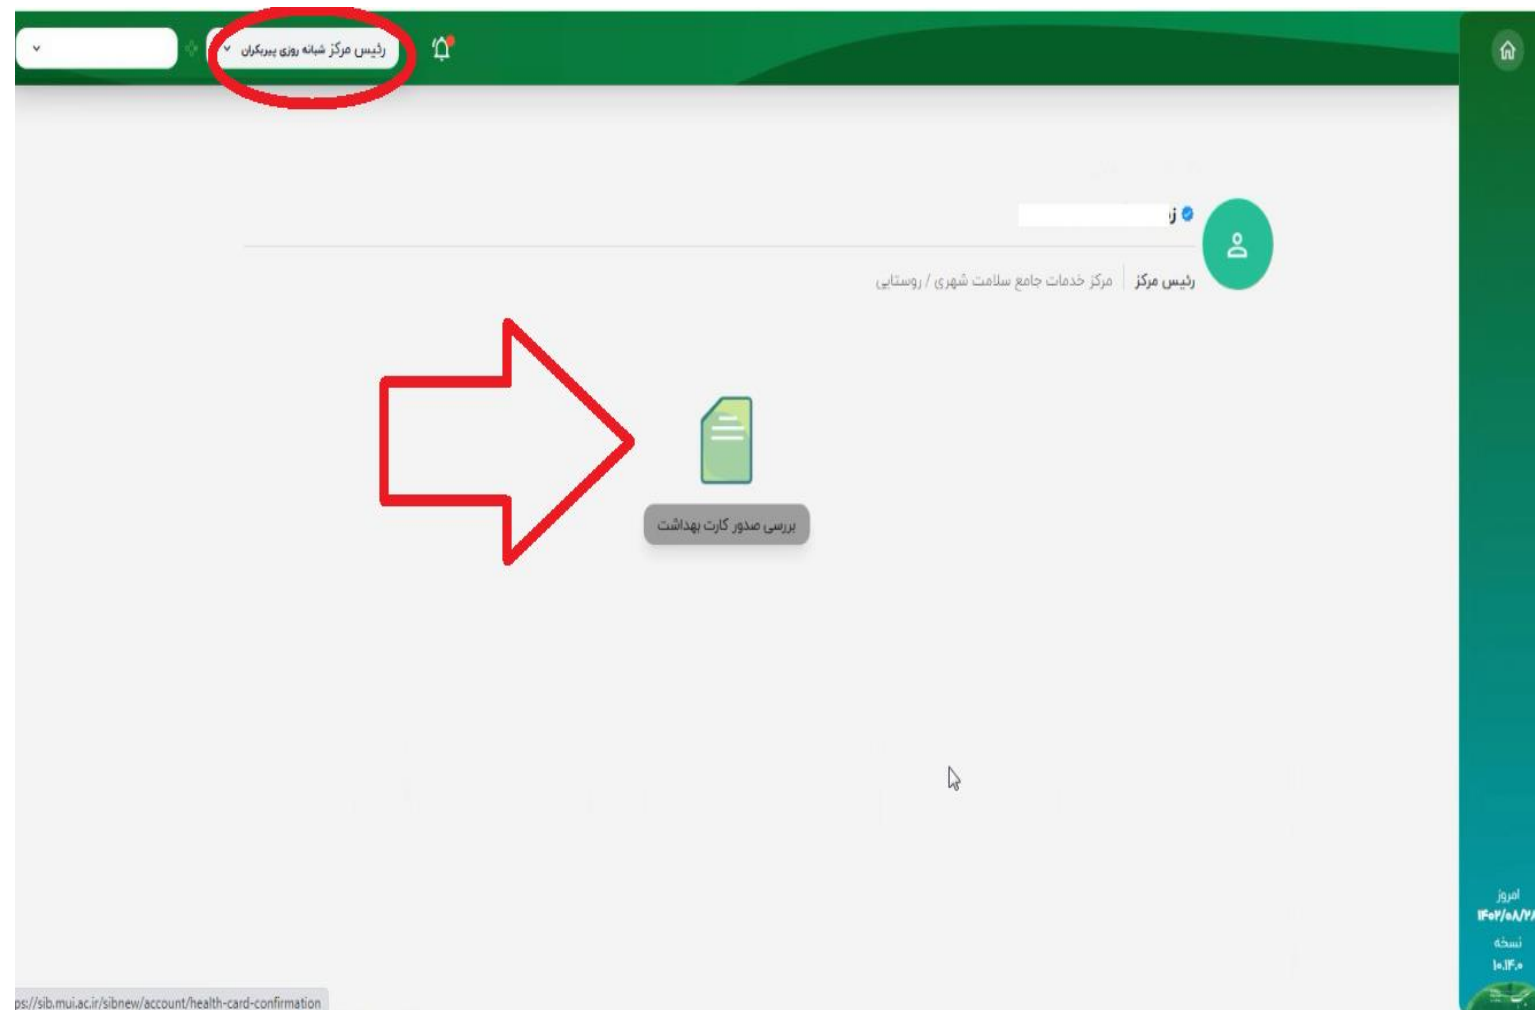 رئیس مرکز شبانه روزی پیربکران
رئیس مرکز | مرکز خدمات جامع سلامت شهری / روستایی
بررسی صدور کارت بهداشت
امروز
۱۴۰۲/۰۸/۲۸
نسخه
۱۰.۱۴.۰
ps://sib.mui.ac.ir/sibnew/account/health-card-confirmation